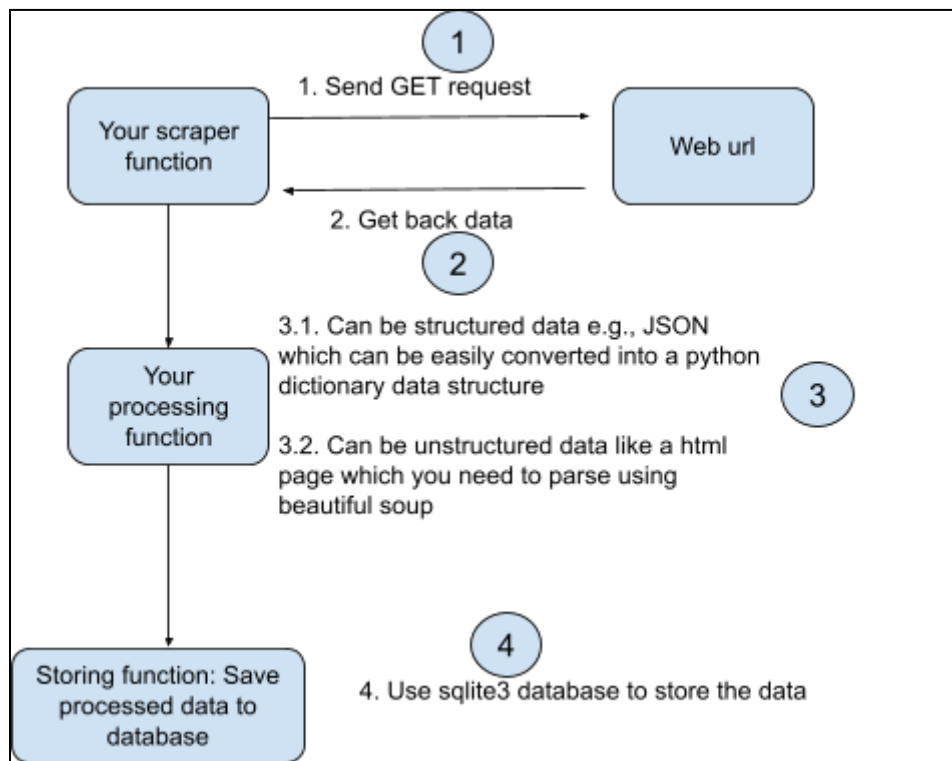 1
1. Send GET request
Your scraper
function
Web url
2. Get back data
2
3.1. Can be structured data e.g., JSON
which can be easily converted into a python
dictionary data structure
Your
processing
function
3
3.2. Can be unstructured data like a html
page which you need to parse using
beautiful soup
Storing function: Save
processed data to
database
4
4. Use sqlite3 database to store the data